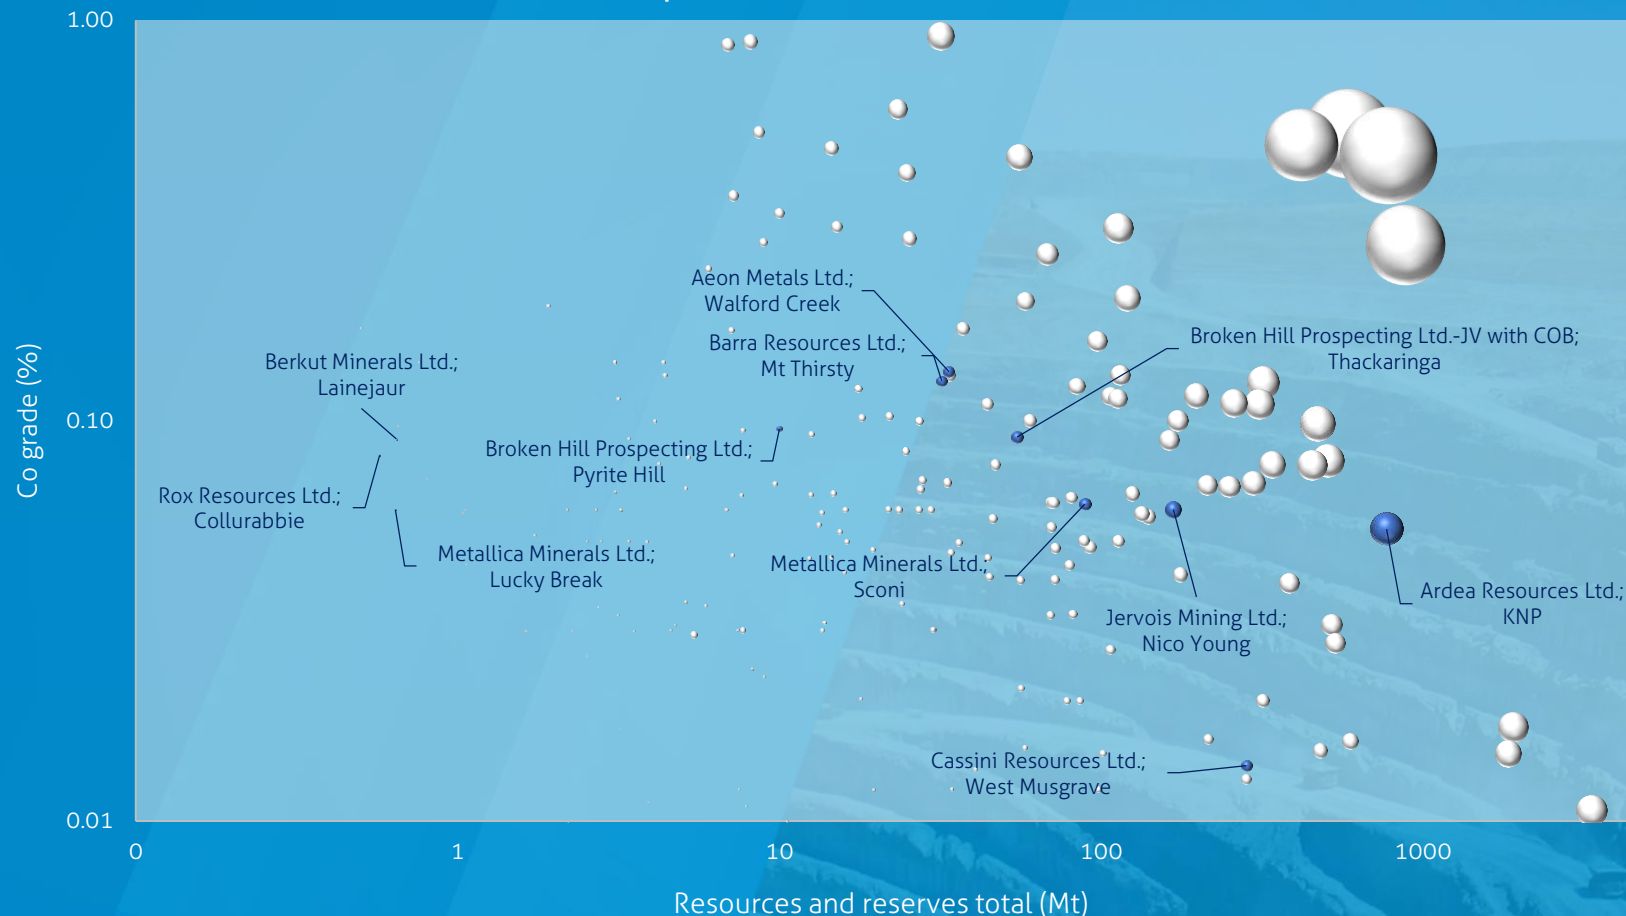 1.00
0.10
0.01
Co grade (%)
Aeon Metals Ltd.;
Walford Creek
Barra Resources Ltd.;
Mt Thirsty
Broken Hill Prospecting Ltd.-JV with COB;
Thackaringa
Berkut Minerals Ltd.;
Lainejaur
Broken Hill Prospecting Ltd.;
Pyrite Hill
Rox Resources Ltd.;
Collurabbie
Metallica Minerals Ltd.;
Lucky Break
Metallica Minerals Ltd.;
Sconi
Jervois Mining Ltd.;
Nico Young
Ardea Resources Ltd.;
KNP
Cassini Resources Ltd.;
West Musgrave
0
1
10
100
1000
Resources and reserves total (Mt)